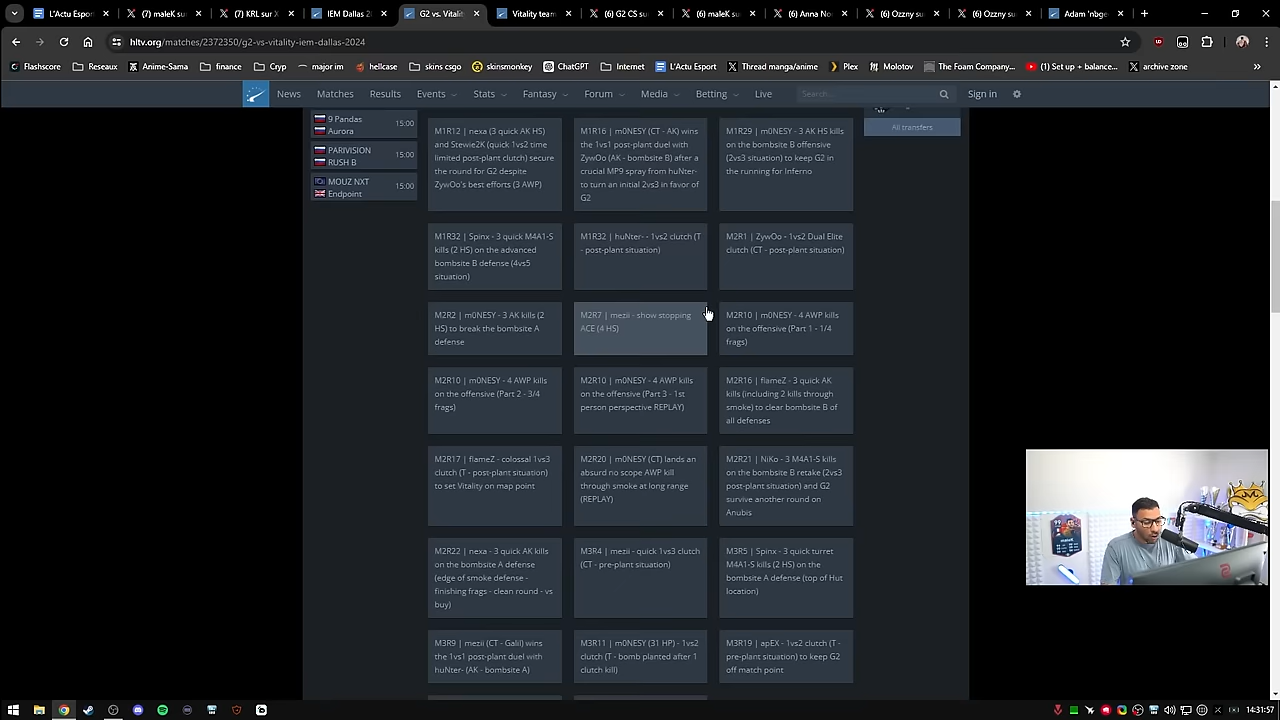 L'Actu Esport
(7) maleK su
(7) KRL sur X
IEM Dallas 2
G2 vs. Vitality
Vitality team
(6) G2 CS su
(6) maleK su
(6) Anna No
(6) Ozzny su
(6) Ozzny su
Adam 'nbge
hltv.org/matches/2372350/g2-vs-vitality-iem-dallas-2024
Flashscore
Reseaux
Anime-Sama
finance
Cryp
major im
hellcase
skins csgo
skinsmonkey
ChatGPT
Internet
L'Actu Esport
Thread manga/anime
Plex
Molotov
The Foam Company...
(1) Set up + balance...
archive zone
News
Matches
Results
Events
Stats
Fantasy
Forum
Media
Betting
Live
Search...
Sign in
9 Pandas
Aurora
15:00
PARIVISION
RUSH B
15:00
MOUZ NXT
Endpoint
15:00
All transfers
M1R12 | nexa (3 quick AK HS)
and Stewie2K (quick 1vs2 time
limited post-plant clutch) secure
the round for G2 despite
ZywOo's best efforts (3 AWP)
M1R16 | m0NESY (CT - AK) wins
the 1vs1 post-plant duel with
ZywOo (AK - bombsite B) after a
crucial MP9 spray from huNter-
to turn an initial 2vs3 in favor of
G2
M1R29 | m0NESY - 3 AK HS kills
on the bombsite B offensive
(2vs3 situation) to keep G2 in
the running for Inferno
M1R32 | Spinx - 3 quick M4A1-S
kills (2 HS) on the advanced
bombsite B defense (4vs5
situation)
M1R32 | huNter- - 1vs2 clutch (T
- post-plant situation)
M2R1 | ZywOo - 1vs2 Dual Elite
clutch (CT - post-plant situation)
M2R2 | m0NESY - 3 AK kills (2
HS) to break the bombsite A
defense
M2R7 | mezii - show stopping
ACE (4 HS)
M2R10 | m0NESY - 4 AWP kills
on the offensive (Part 1 - 1/4
frags)
M2R10 | m0NESY - 4 AWP kills
on the offensive (Part 2 - 3/4
frags)
M2R10 | m0NESY - 4 AWP kills
on the offensive (Part 3 - 1st
person perspective REPLAY)
M2R16 | flameZ - 3 quick AK
kills (including 2 kills through
smoke) to clear bombsite B of
all defenses
M2R17 | flameZ - colossal 1vs3
clutch (T - post-plant situation)
to set Vitality on map point
M2R20 | m0NESY (CT) lands an
absurd no scope AWP kill
through smoke at long range
(REPLAY)
M2R21 | NiKo - 3 M4A1-S kills
on the bombsite B retake (2vs3
post-plant situation) and G2
survive another round on
Anubis
M2R22 | nexa - 3 quick AK kills
on the bombsite A defense
(edge of smoke defense -
finishing frags - clean round - vs
buy)
M3R4 | mezii - quick 1vs3 clutch
(CT - pre-plant situation)
M3R5 | Spinx - 3 quick turret
M4A1-S kills (2 HS) on the
bombsite A defense (top of Hut
location)
M3R9 | mezii (CT - Galil) wins
the 1vs1 post-plant duel with
huNter- (AK - bombsite A)
M3R11 | m0NESY (31 HP) - 1vs2
clutch (T - bomb planted after 1
clutch kill)
M3R19 | apEX - 1vs2 clutch (T -
pre-plant situation) to keep G2
off match point
14:31:57